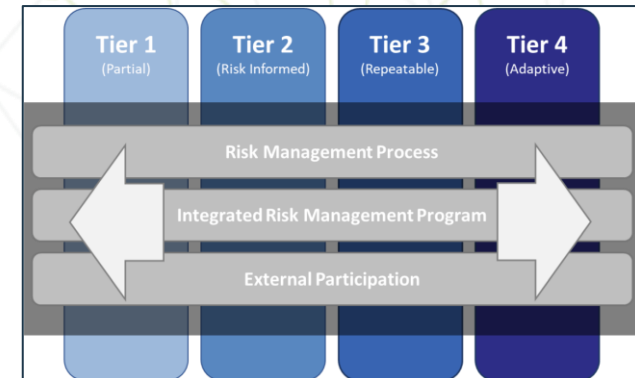 Tier 1
(Partial)
Tier 2
(Risk Informed)
Tier 3
(Repeatable)
Tier 4
(Adaptive)
Risk Management Process
Integrated Risk Management Program
External Participation